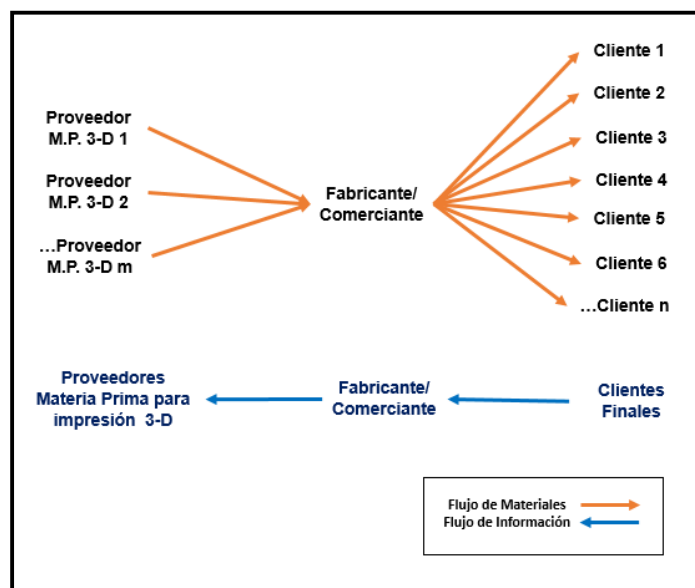 Cliente 1
Cliente 2
Cliente 3
Cliente 4
Cliente 5
Cliente 6
...Cliente n
Proveedor
M.P. 3-D 1
Proveedor
M.P. 3-D 2
...Proveedor
M.P. 3-D m
Fabricante/
Comerciante
Proveedores
Materia Prima para
impresión 3-D
Fabricante/
Comerciante
Clientes
Finales
Flujo de Materiales
Flujo de Información